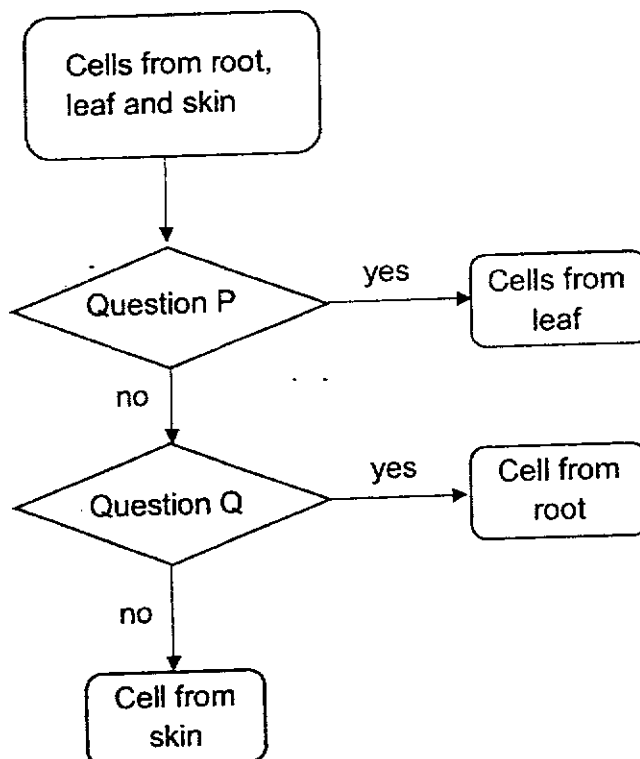 Cells from root,
leaf and skin
Question P
yes
Cells from
leaf
no
Question Q
yes
Cell from
root
no
Cell from
skin